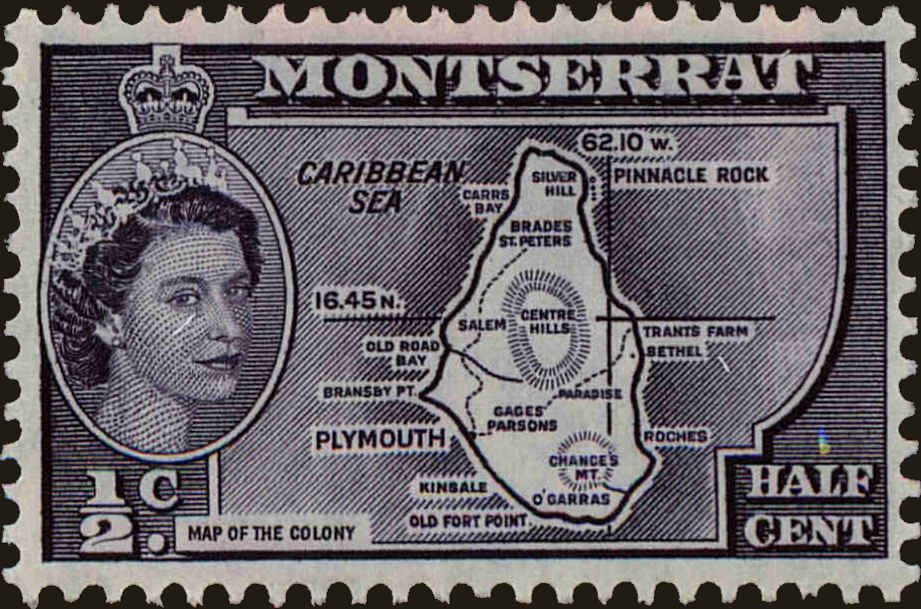 MONTSERRAT
62.10 W.
CARIBBEAN
SEA
SILVER
HILL
PINNACLE ROCK
CARRS
BAY
BRADES
ST. PETERS
16.45 N.
SALEM
CENTRE
HILLS
TRANTS FARM
OLD ROAD
BAY
BETHEL
BRANSBY PT.
PARADISE
GAGES
PARSONS
PLYMOUTH
ROCHES
CHANCES
MT.
KINSALE
O'GARRAS
OLD FORT POINT
1/2 C.
MAP OF THE COLONY
HALF
CENT